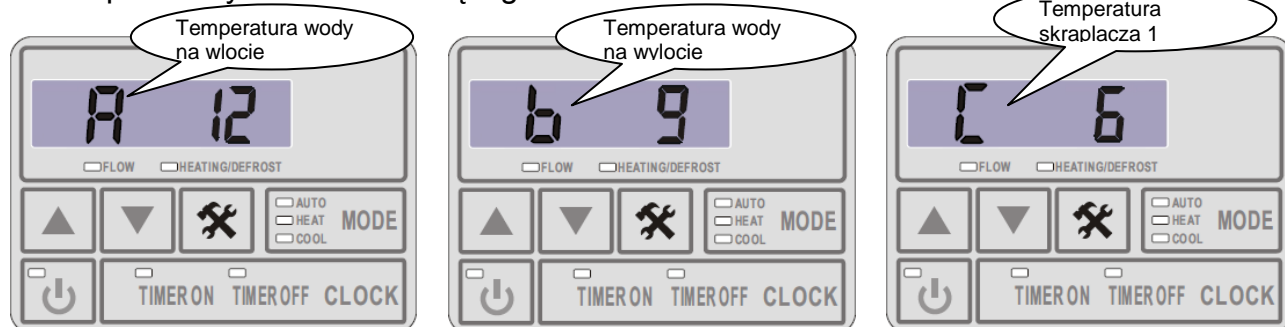 Temperatura wody
na wlocie
A 12
FLOW HEATING/DEFROST
AUTO
HEAT
COOL
MODE
TIMER ON TIMER OFF CLOCK
Temperatura wody
na wylocie
b 9
FLOW HEATING/DEFROST
AUTO
HEAT
COOL
MODE
TIMER ON TIMER OFF CLOCK
Temperatura
skraplacza 1
C 6
FLOW HEATING/DEFROST
AUTO
HEAT
COOL
MODE
TIMER ON TIMER OFF CLOCK